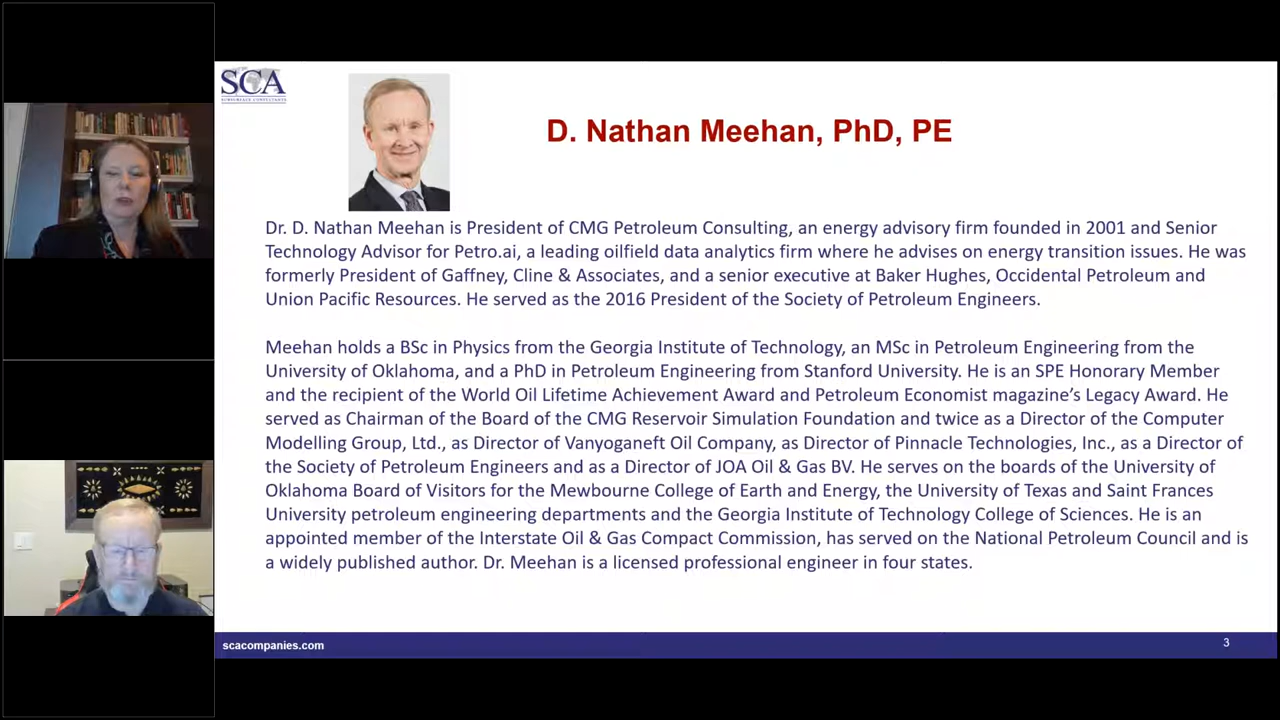 SCA
SUBSURFACE CONSULTANTS
D. Nathan Meehan, PhD, PE
Dr. D. Nathan Meehan is President of CMG Petroleum Consulting, an energy advisory firm founded in 2001 and Senior
Technology Advisor for Petro.ai, a leading oilfield data analytics firm where he advises on energy transition issues. He was
formerly President of Gaffney, Cline & Associates, and a senior executive at Baker Hughes, Occidental Petroleum and
Union Pacific Resources. He served as the 2016 President of the Society of Petroleum Engineers.
Meehan holds a BSc in Physics from the Georgia Institute of Technology, an MSc in Petroleum Engineering from the
University of Oklahoma, and a PhD in Petroleum Engineering from Stanford University. He is an SPE Honorary Member
and the recipient of the World Oil Lifetime Achievement Award and Petroleum Economist magazine's Legacy Award. He
served as Chairman of the Board of the CMG Reservoir Simulation Foundation and twice as a Director of the Computer
Modelling Group, Ltd., as Director of Vanyoganeft Oil Company, as Director of Pinnacle Technologies, Inc., as a Director of
the Society of Petroleum Engineers and as a Director of JOA Oil & Gas BV. He serves on the boards of the University of
Oklahoma Board of Visitors for the Mewbourne College of Earth and Energy, the University of Texas and Saint Frances
University petroleum engineering departments and the Georgia Institute of Technology College of Sciences. He is an
appointed member of the Interstate Oil & Gas Compact Commission, has served on the National Petroleum Council and is
a widely published author. Dr. Meehan is a licensed professional engineer in four states.
scacompanies.com
3